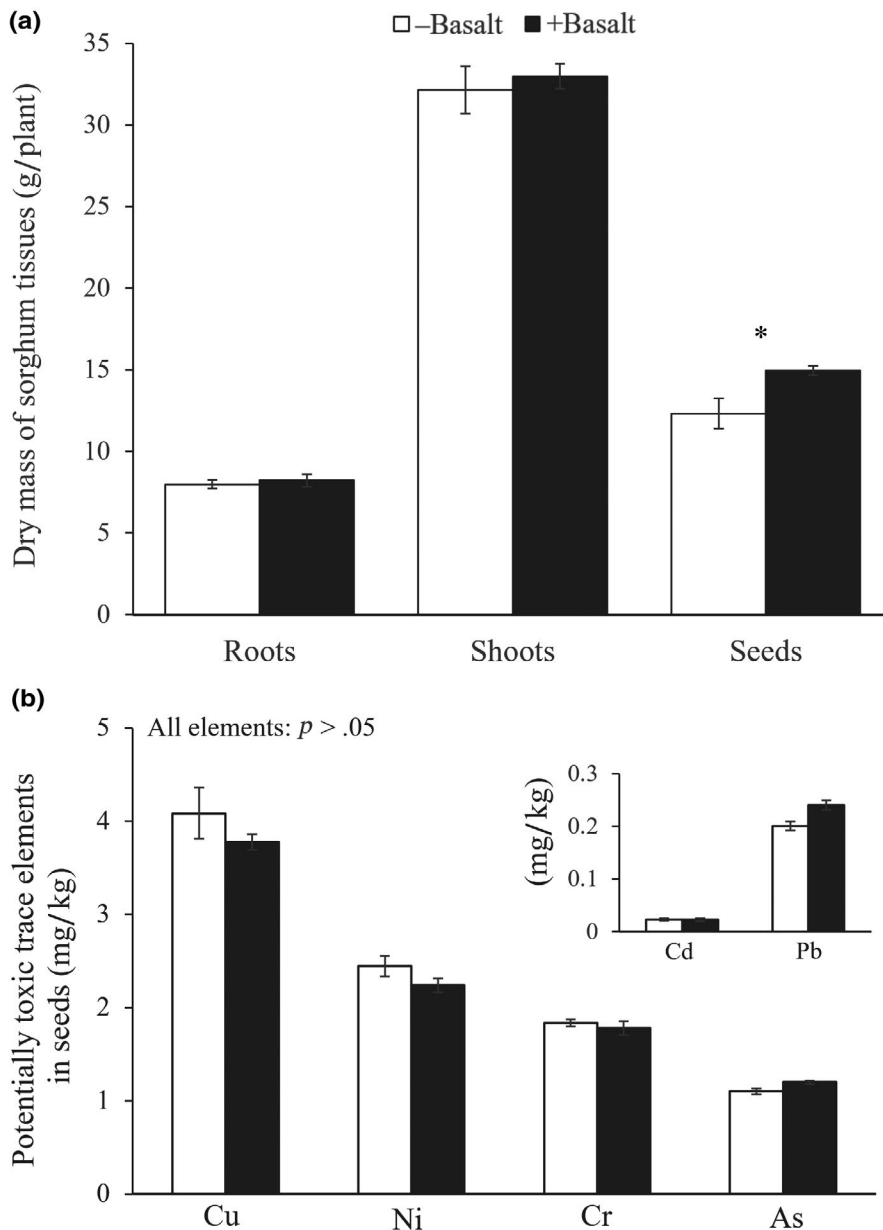 (a)
–Basalt +Basalt
Dry mass of sorghum tissues (g/plant)
35
30
25
20
15
10
5
0
*
Roots Shoots Seeds
(b)
All elements: p > .05
Potentially toxic trace elements
in seeds (mg/kg)
5
4
3
2
1
0
(mg/kg)
0.3
0.2
0.1
0
Cd Pb
Cu Ni Cr As